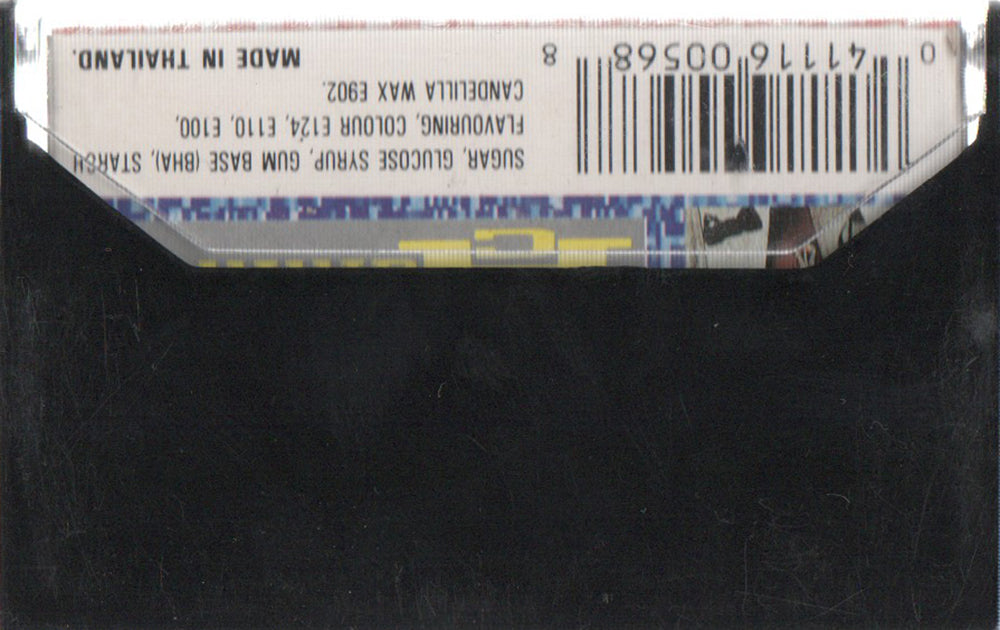 SUGAR, GLUCOSE SYRUP, GUM BASE (BHA), STARCH
FLAVOURING, COLOUR E124, E110, E100,
CANDELILLA WAX E902.
MADE IN THAILAND.
0 41116 00568 8